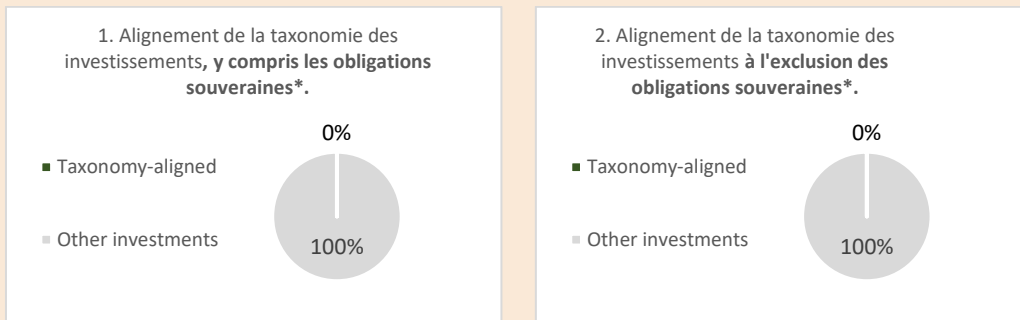 1. Alignement de la taxonomie des
investissements, y compris les obligations
souveraines*.
0%
Taxonomy-aligned
Other investments
100%
2. Alignement de la taxonomie des
investissements à l'exclusion des
obligations souveraines*.
0%
Taxonomy-aligned
Other investments
100%